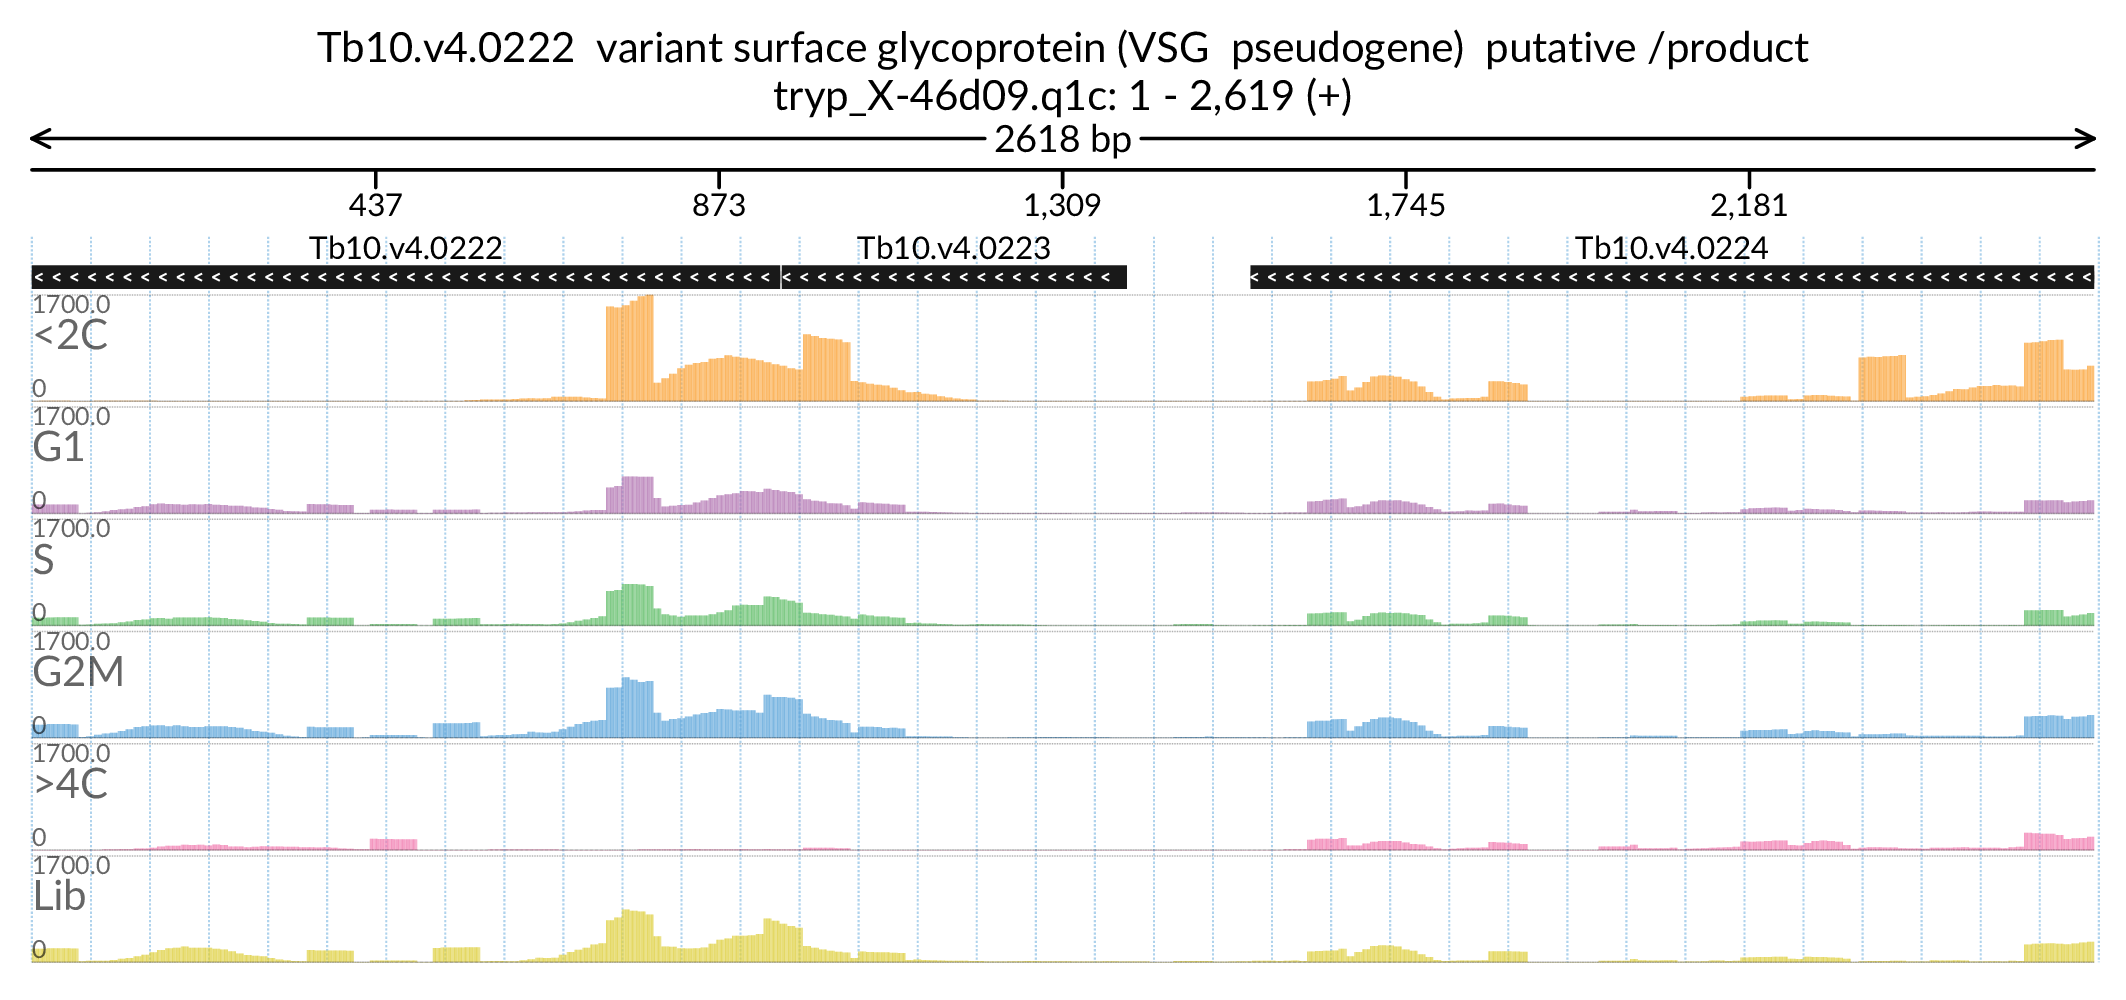 Tb10.v4.0222 variant surface glycoprotein (VSG pseudogene) putative /product
tryp_X-46d09.q1c: 1 - 2,619 (+)
2618 bp
437 873 1,309 1,745 2,181
Tb10.v4.0222 Tb10.v4.0223 Tb10.v4.0224
1700.0
<2C
0
1700.0
G1
0
1700.0
S
0
1700.0
G2M
0
1700.0
>4C
0
1700.0
Lib
0